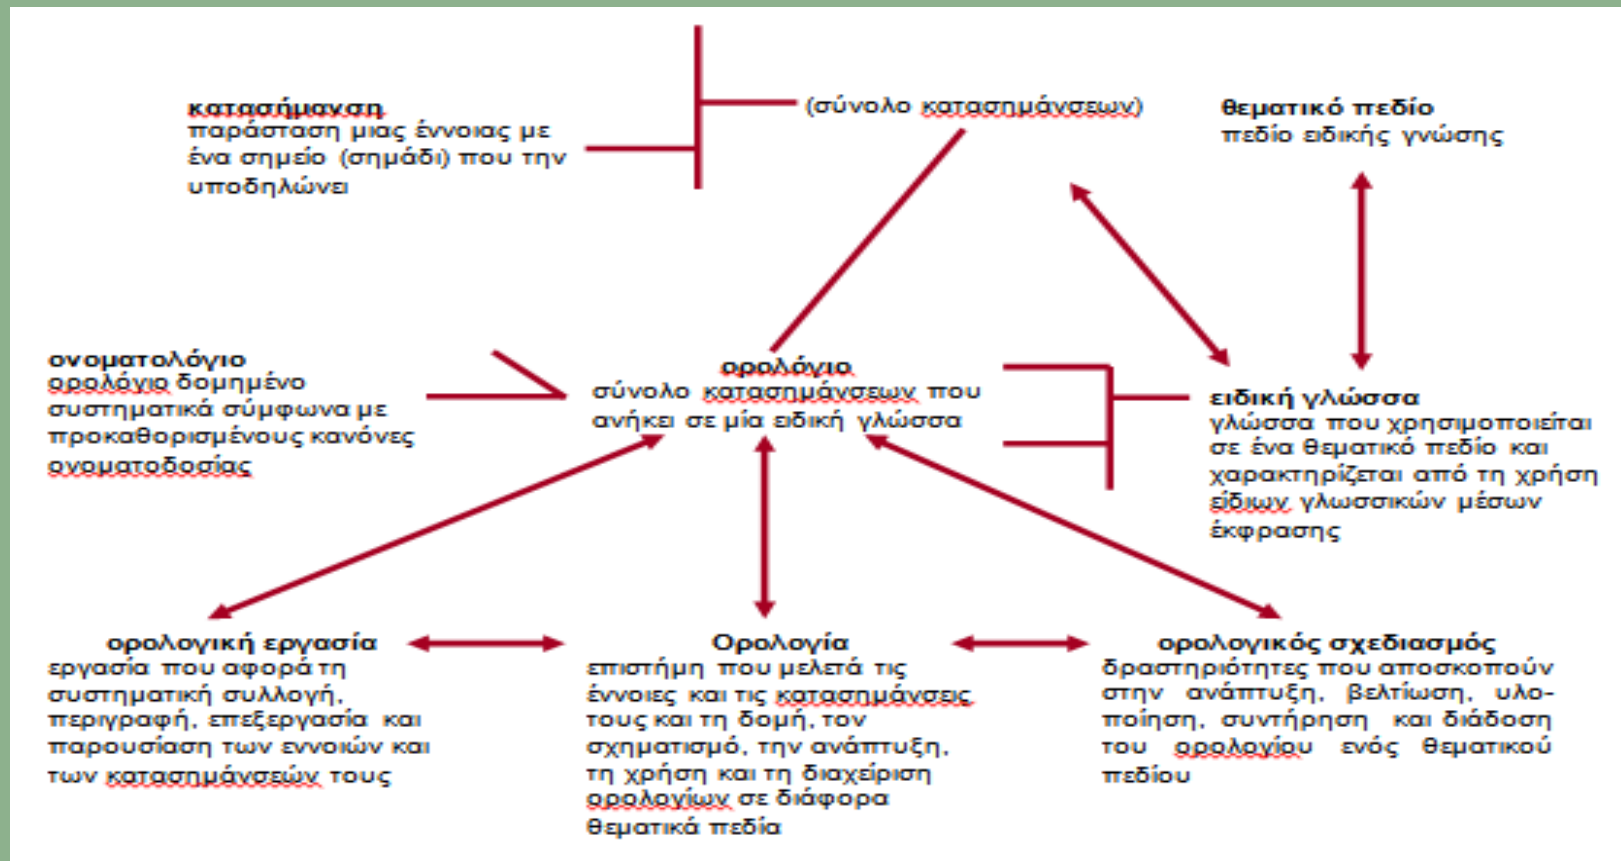 κατασήμανση
παράσταση μιας έννοιας με
ένα σημείο (σημάδι) που την
υποδηλώνει
(σύνολο κατασημάνσεων)
θεματικό πεδίο
πεδίο ειδικής γνώσης
ονοματολόγιο
ορολόγιο δομημένο
συστηματικά σύμφωνα με
προκαθορισμένους κανόνες
ονοματοδοσίας
ορολόγιο
σύνολο κατασημάνσεων που
ανήκει σε μία ειδική γλώσσα
ειδική γλώσσα
γλώσσα που χρησιμοποιείται
σε ένα θεματικό πεδίο και
χαρακτηρίζεται από τη χρήση
είδιων γλωσσικών μέσων
έκφρασης
ορολογική εργασία
εργασία που αφορά τη
συστηματική συλλογή,
περιγραφή, επεξεργασία και
παρουσίαση των εννοιών και
των κατασημάνσεών τους
Ορολογία
επιστήμη που μελετά τις
έννοιες και τις κατασημάνσεις
τους και τη δομή, τον
σχηματισμό, την ανάπτυξη,
τη χρήση και τη διαχείριση
ορολογίων σε διάφορα
θεματικά πεδία
ορολογικός σχεδιασμός
δραστηριότητες που αποσκοπούν
στην ανάπτυξη, βελτίωση, υλο-
ποίηση, συντήρηση και διάδοση
του ορολογίου ενός θεματικού
πεδίου